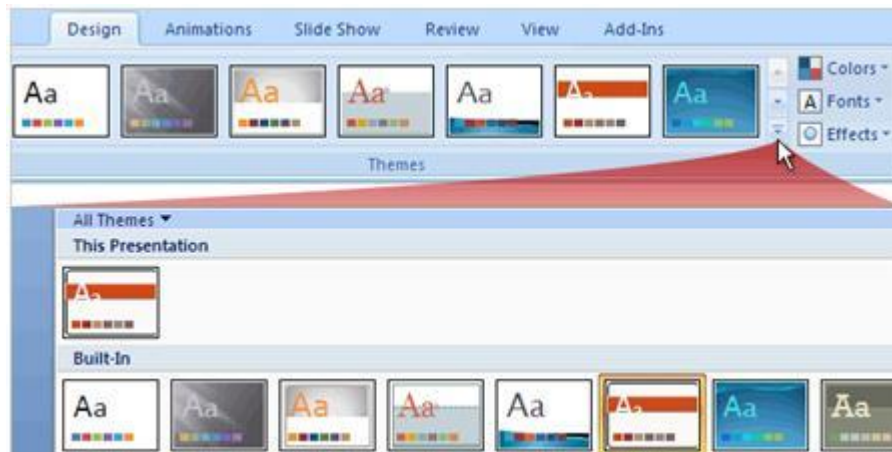 Design Animations Slide Show Review View Add-Ins
Aa Aa Aa Aa Aa Aa Aa
Colors
A Fonts
Effects
Themes
All Themes
This Presentation
Aa
Built-In
Aa Aa Aa Aa Aa Aa Aa Aa